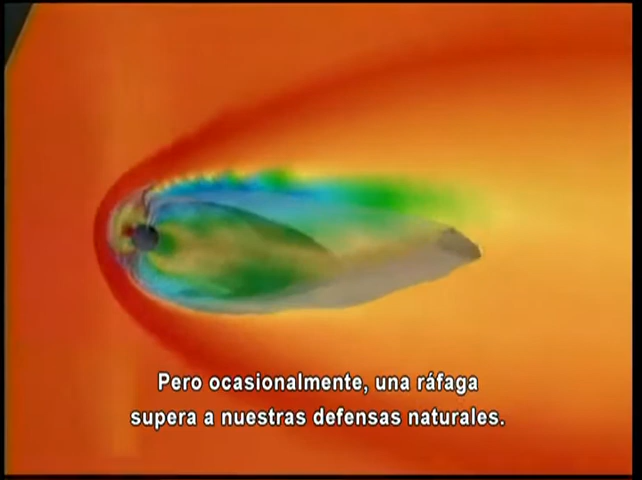 Pero ocasionalmente, una ráfaga
supera a nuestras defensas naturales.